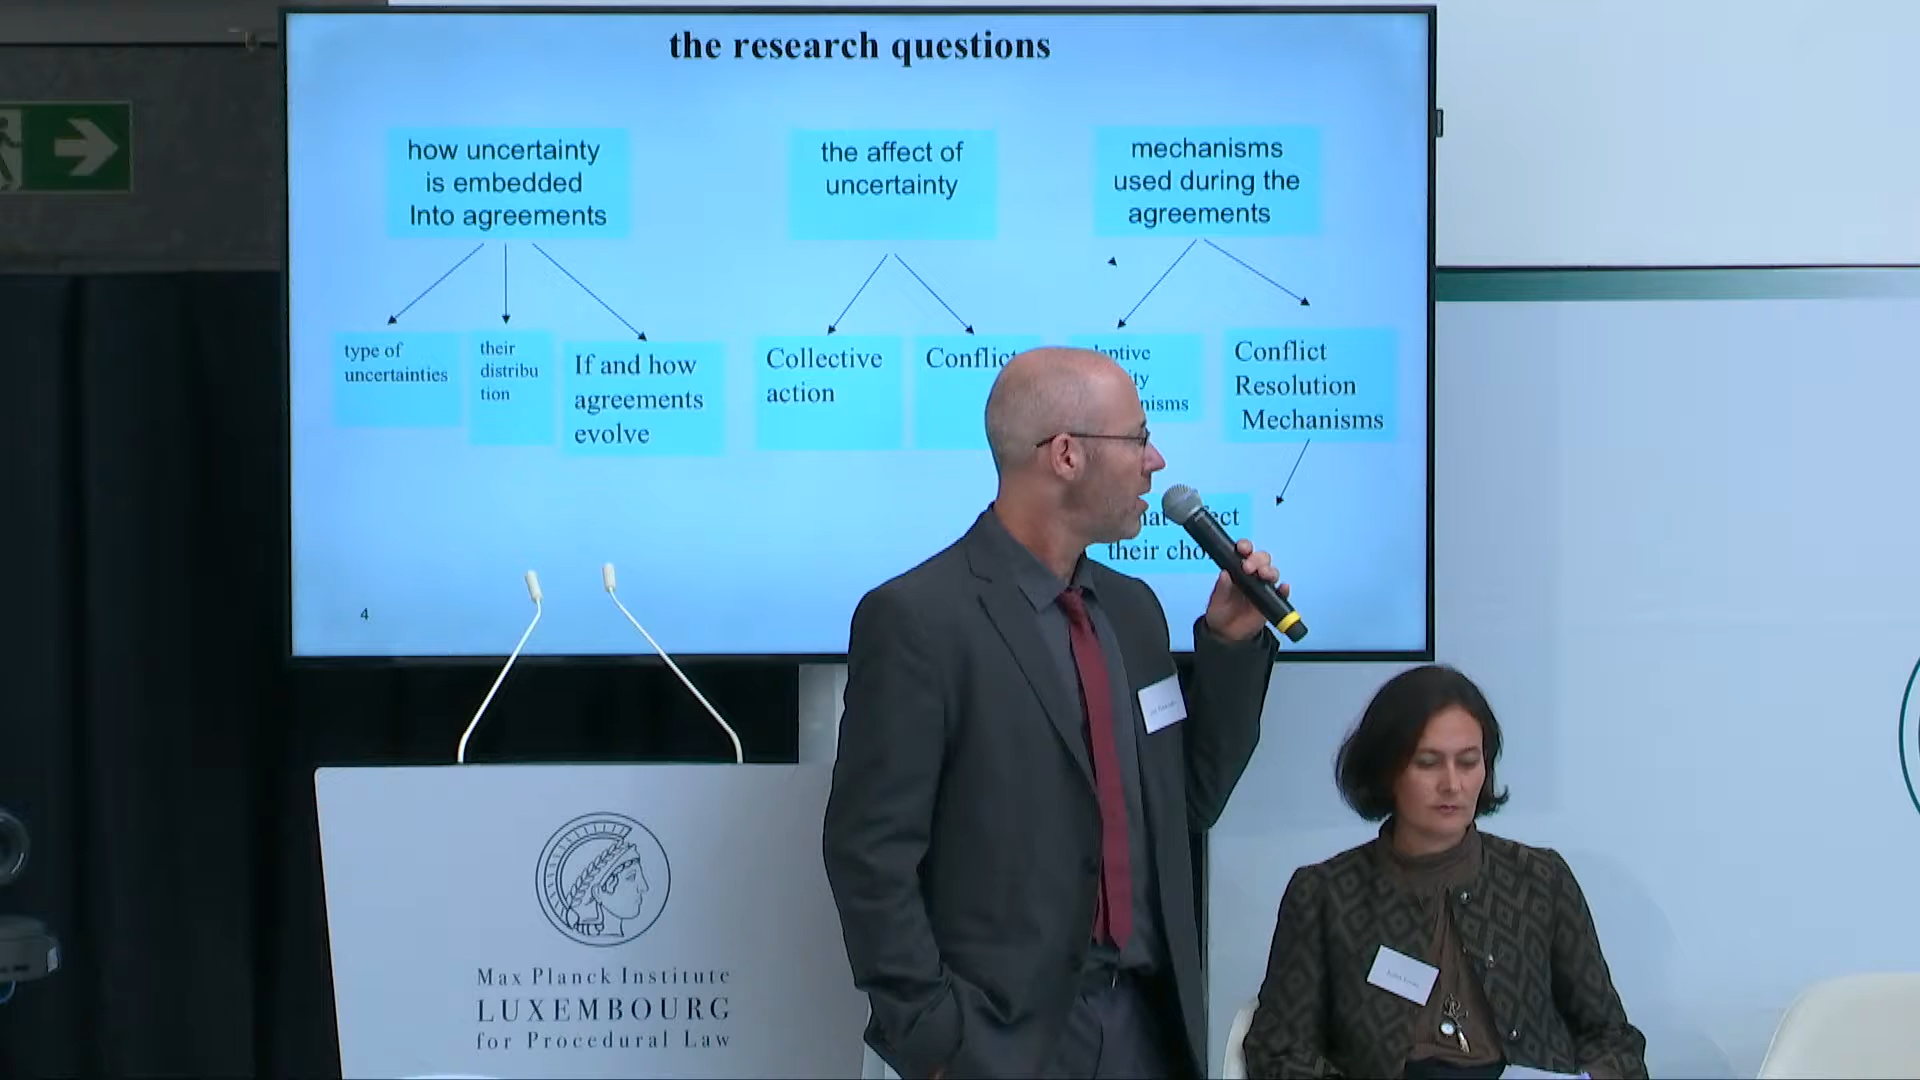 the research questions
how uncertainty
is embedded
Into agreements
the affect of
uncertainty
mechanisms
used during the
agreements
type of
uncertainties
their
distribu
tion
If and how
agreements
evolve
Collective
action
Conflict
Conflict
Resolution
Mechanisms
their
4
Max Planck Institute
LUXEMBOURG
for Procedural Law